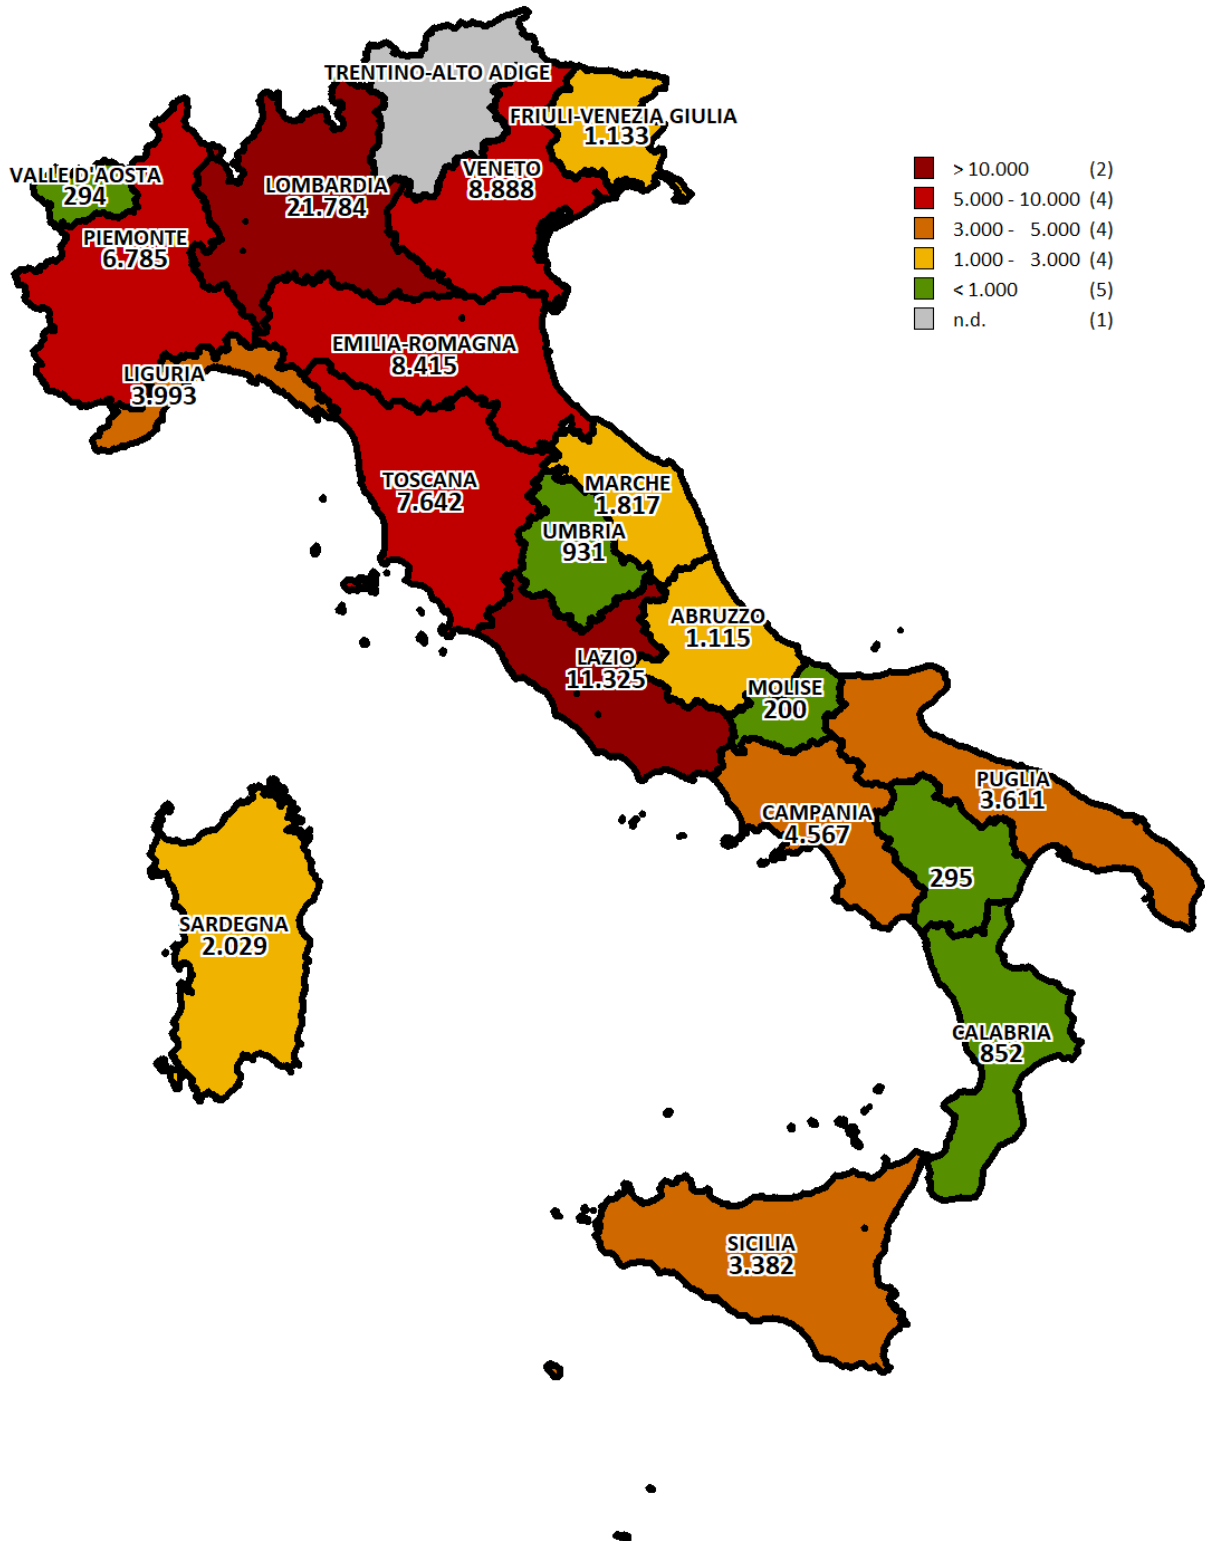 TRENTINO-ALTO ADIGE
FRIULI-VENEZIA GIULIA
1.133
VALLE D'AOSTA
294
LOMBARDIA
21.784
VENETO
8.888
> 10.000 (2)
5.000 - 10.000 (4)
3.000 - 5.000 (4)
1.000 - 3.000 (4)
< 1.000 (5)
n.d. (1)
PIEMONTE
6.785
EMILIA-ROMAGNA
8.415
LIGURIA
3.993
TOSCANA
7.642
MARCHE
1.817
UMBRIA
931
ABRUZZO
1.115
LAZIO
11.325
MOLISE
200
PUGLIA
3.611
CAMPANIA
4.567
295
SARDEGNA
2.029
CALABRIA
852
SICILIA
3.382